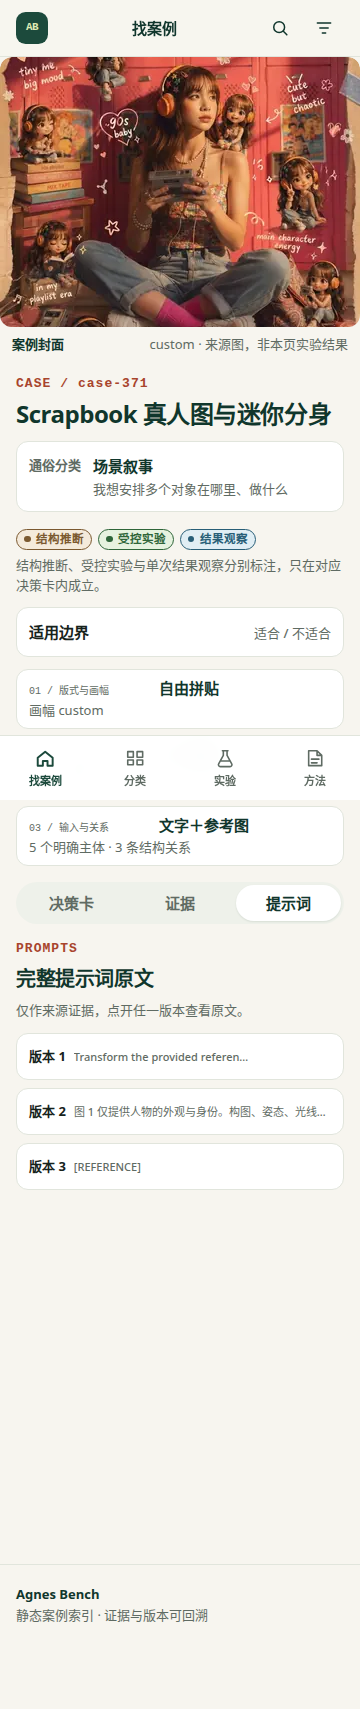 AB
找案例
tiny me,
big mood
.90s
baby
cute
but
chaotic
MIX TAPE
main character
energy
in my
playlist era
案例封面
custom · 来源图，非本页实验结果
CASE / case-371
Scrapbook 真人图与迷你分身
通俗分类 场景叙事
我想安排多个对象在哪里、做什么
结构推断 受控实验 结果观察
结构推断、受控实验与单次结果观察分别标注，只在对应
决策卡内成立。
适用边界 适合 / 不适合
01 / 版式与画幅 自由拼贴
画幅 custom
找案例 分类 实验 方法
03 / 输入与关系 文字＋参考图
5 个明确主体 · 3 条结构关系
决策卡 证据 提示词
PROMPTS
完整提示词原文
仅作来源证据，点开任一版本查看原文。
版本 1 Transform the provided referen...
版本 2 图 1 仅提供人物的外观与身份。构图、姿态、光线...
版本 3 [REFERENCE]
Agnes Bench
静态案例索引 · 证据与版本可回溯